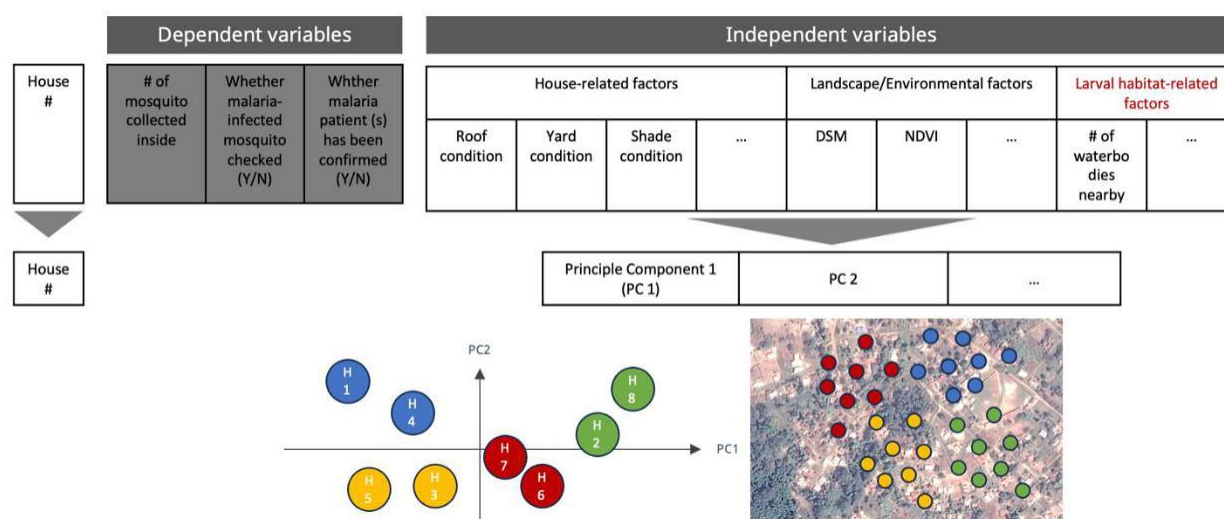 Dependent variables
Independent variables
House
#
# of
mosquito
collected
inside
Whether
malaria-
infected
mosquito
checked
(Y/N)
Whther
malaria
patient (s)
has been
confirmed
(Y/N)
House-related factors
Landscape/Environmental factors
Larval habitat-related
factors
Roof
condition
Yard
condition
Shade
condition
...
DSM
NDVI
...
# of
waterbo
dies
nearby
...
House
#
Principle Component 1
(PC 1)
PC 2
...
PC2
PC1
H
1
H
4
H
8
H
2
H
7
H
6
H
5
H
3